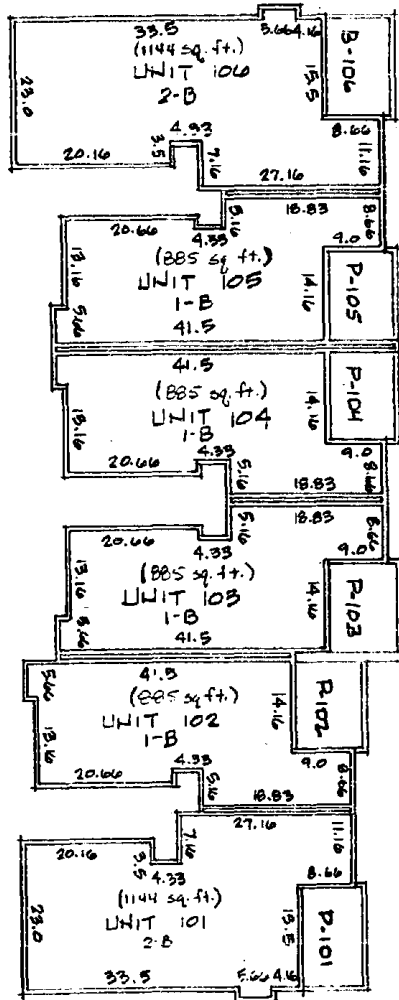 33.5
5.66 4.16
(1144 sq. ft.)
UNIT 106
2-B
B-106
23.0
15.5
4.33
3.5
7.16
8.66
11.16
20.16
27.16
18.83
20.66
4.33
5.16
8.66
(885 sq. ft.)
9.0
13.16
UNIT 105
1-B
14.16
P-105
5.66
41.5
41.5
(885 sq. ft.)
14.16
P-104
UNIT 104
1-B
13.16
4.33
9.0
20.66
5.16
8.66
18.83
18.83
20.66
5.16
4.33
8.66
9.0
(885 sq. ft.)
13.16
UNIT 103
1-B
14.16
P-103
5.66
41.5
41.5
5.66
(885 sq. ft.)
14.16
P-102
UNIT 102
1-B
13.16
4.33
9.0
20.66
5.16
8.66
18.83
27.16
20.16
7.16
3.5
4.33
11.16
8.66
(1144 sq. ft.)
23.0
UNIT 101
2-B
15.5
P-101
33.5
5.66 4.16